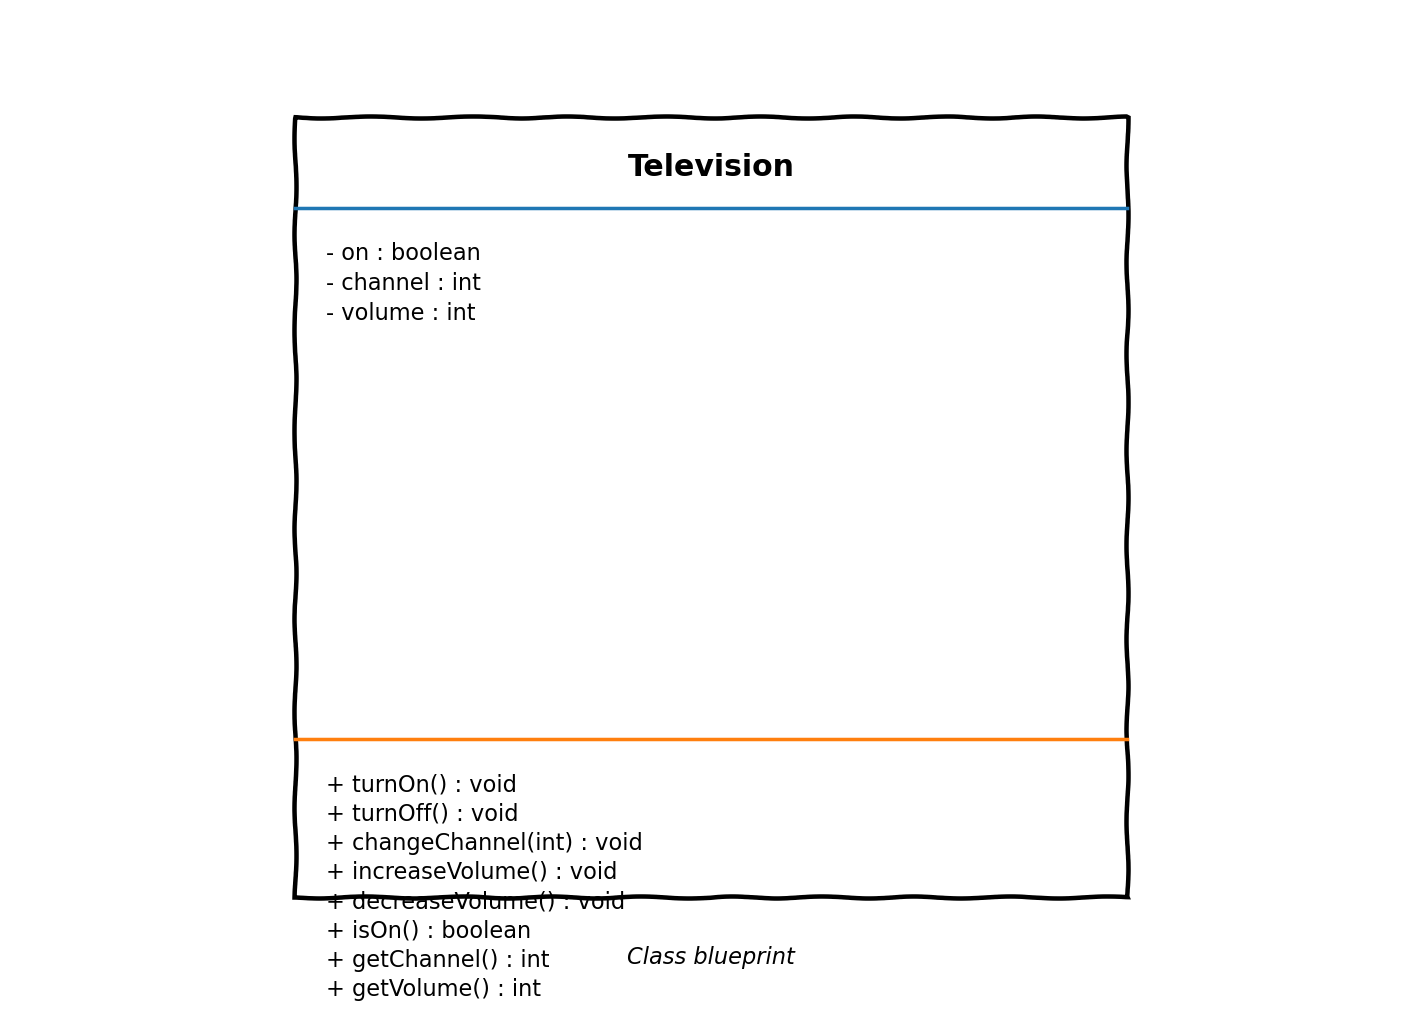 Television
- on : boolean
- channel : int
- volume : int
+ turnOn() : void
+ turnOff() : void
+ changeChannel(int) : void
+ increaseVolume() : void
+ decreaseVolume() : void
+ isOn() : boolean
+ getChannel() : int
+ getVolume() : int
Class blueprint